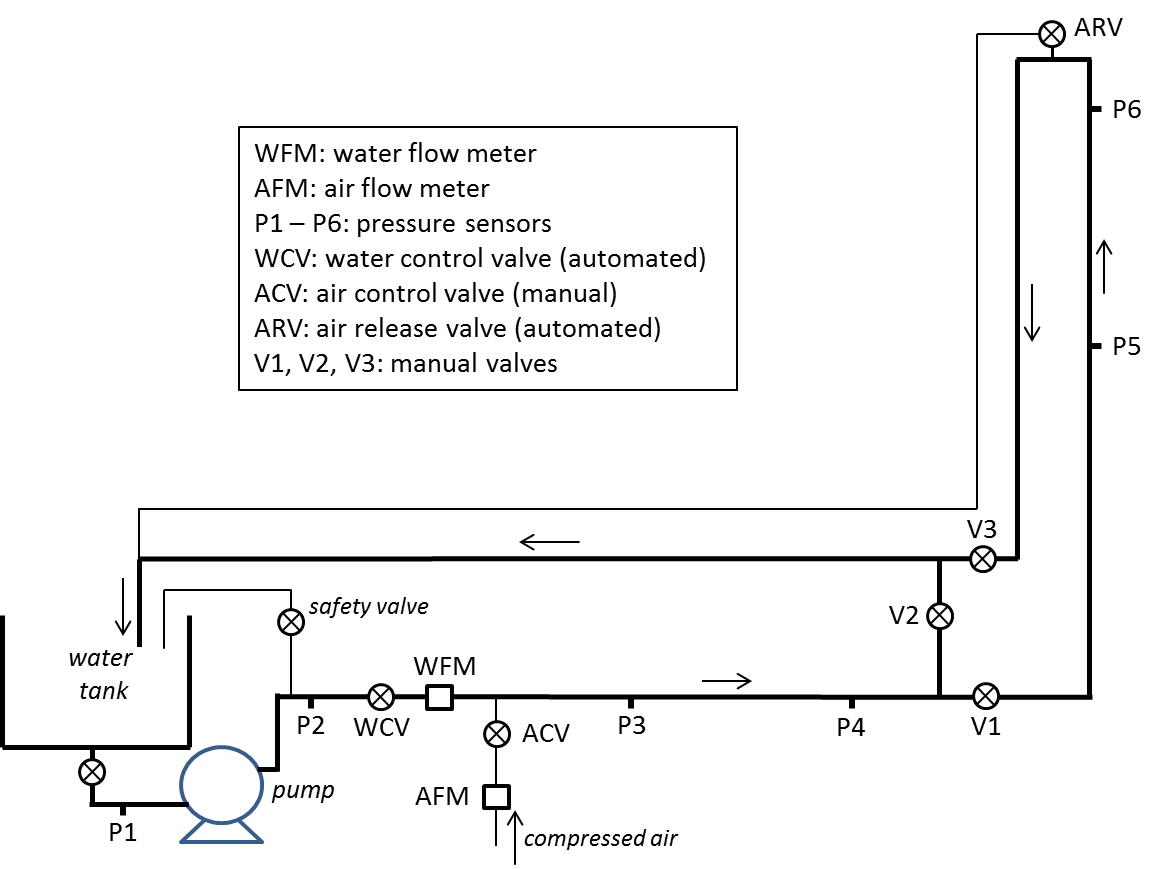 ARV
P6
WFM: water flow meter
AFM: air flow meter
P1 – P6: pressure sensors
WCV: water control valve (automated)
ACV: air control valve (manual)
ARV: air release valve (automated)
V1, V2, V3: manual valves
P5
V3
safety valve
V2
water
tank
WFM
P2
WCV
ACV
P3
P4
V1
pump
AFM
P1
compressed air